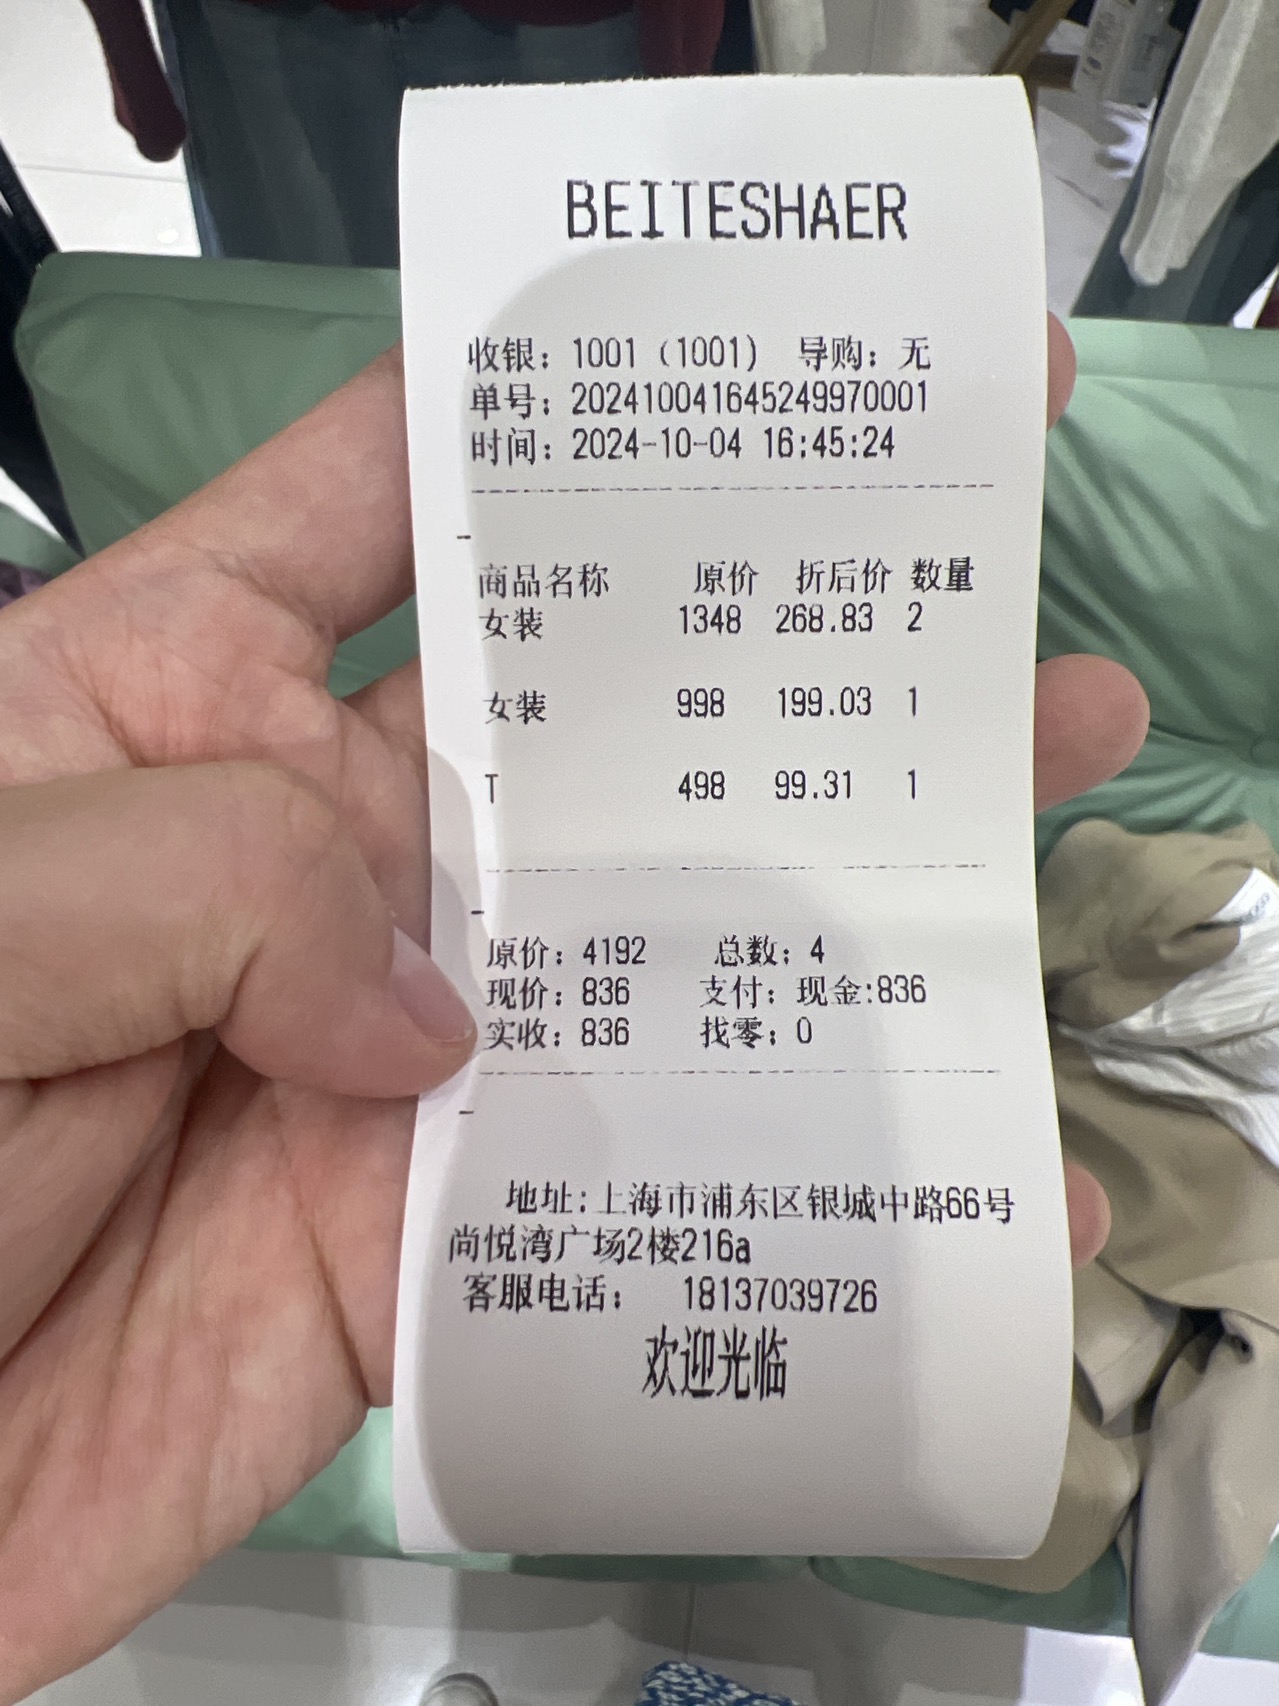 BEITESHAER
收银：1001（1001） 导购：无
单号：202410041645249970001
时间：2024-10-04 16:45:24
商品名称 原价 折后价 数量
女装 1348 268.83 2
女装 998 199.03 1
T 498 99.31 1
原价：4192 总数：4
现价：836 支付：现金:836
实收：836 找零：0
地址:上海市浦东区银城中路66号
尚悦湾广场2楼216a
客服电话： 18137039726
欢迎光临